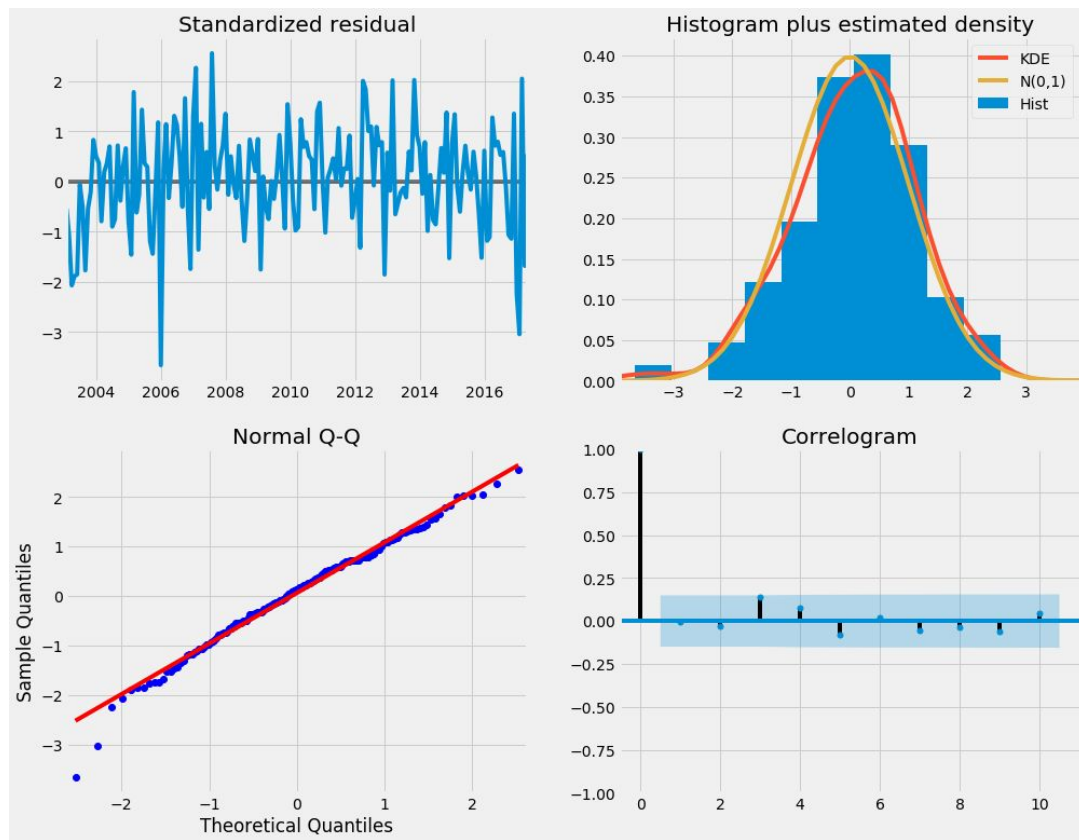 Standardized residual
2
1
0
−1
−2
−3
2004 2006 2008 2010 2012 2014 2016
Histogram plus estimated density
0.40
0.35
0.30
0.25
0.20
0.15
0.10
0.05
0.00
−3 −2 −1 0 1 2 3
KDE
N(0,1)
Hist
Normal Q-Q
Sample Quantiles
2
1
0
−1
−2
−3
−2 −1 0 1 2
Theoretical Quantiles
Correlogram
1.00
0.75
0.50
0.25
0.00
−0.25
−0.50
−0.75
−1.00
0 2 4 6 8 10